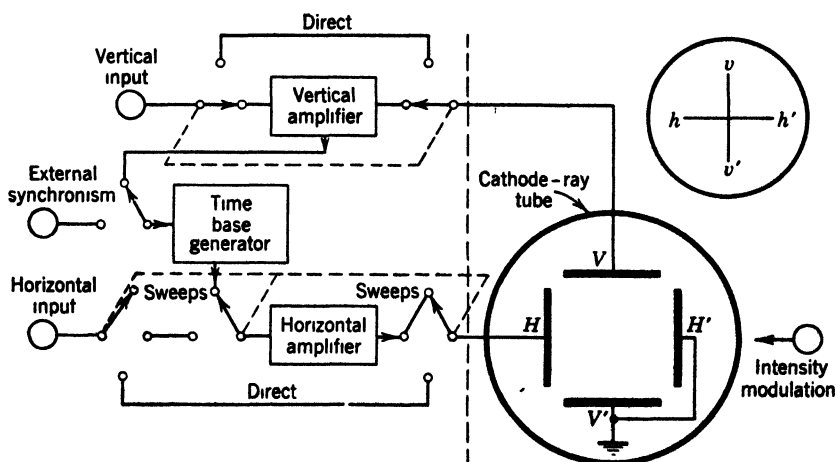 Direct
Vertical
input
Vertical
amplifier
v
h
h'
v'
External
synchronism
Time
base
generator
Cathode-ray
tube
V
Horizontal
input
Sweeps
Sweeps
H
H'
Horizontal
amplifier
Intensity
modulation
Direct
V'